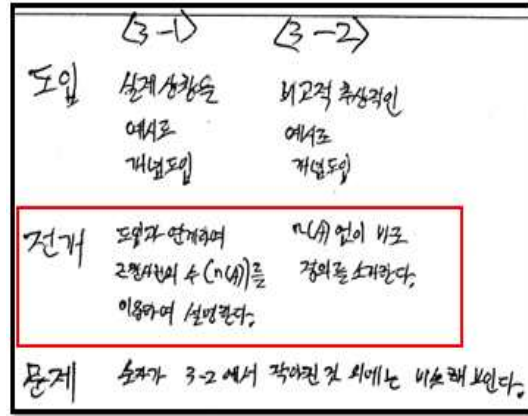 <3-1> <3-2>
도입 실제상황을 비교적 추상적인
예시로 예시로
개념도입 개념도입
전개 도입과 연계하여 n(A) 없이 바로
근원사건의 수(n(A))를 정의를 소개한다.
이용하여 설명한다.
문제 숫자가 3-2에서 작아진 것 외에는 비슷해 보인다.